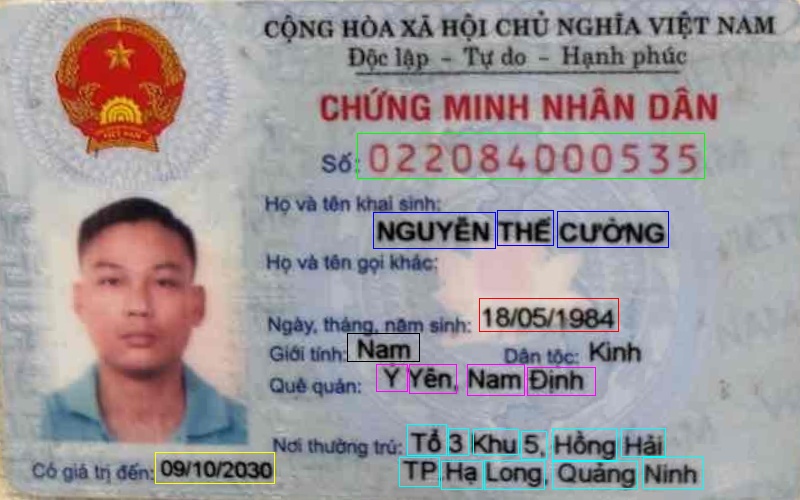 CỘNG HÒA XÃ HỘI CHỦ NGHĨA VIỆT NAM
Độc lập - Tự do - Hạnh phúc
CHỨNG MINH NHÂN DÂN
Số: 022084000535
Họ và tên khai sinh:
NGUYỄN THẾ CƯỜNG
Họ và tên gọi khác:
Ngày, tháng, năm sinh: 18/05/1984
Giới tính: Nam Dân tộc: Kinh
Quê quán: Ý Yên, Nam Định
Nơi thường trú: Tổ 3 Khu 5, Hồng Hải
TP.Hạ Long, Quảng Ninh
Có giá trị đến: 09/10/2030